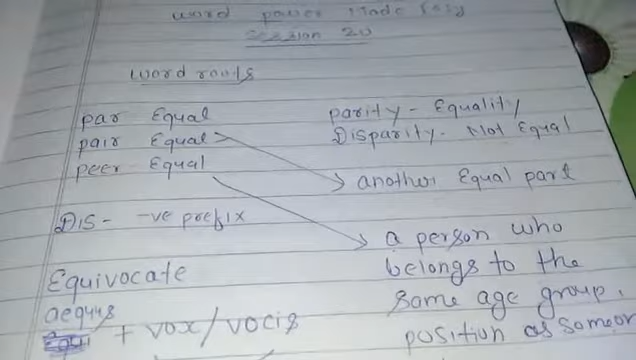 word power Made Easy
Session 20
word roots
par Equal
pair Equal
peer Equal
parity - Equality
Disparity - Not Equal
another Equal part
DIS - -ve prefix
a person who
belongs to the
same age group,
position as someon
Equivocate
aequus
+ vox/vocis